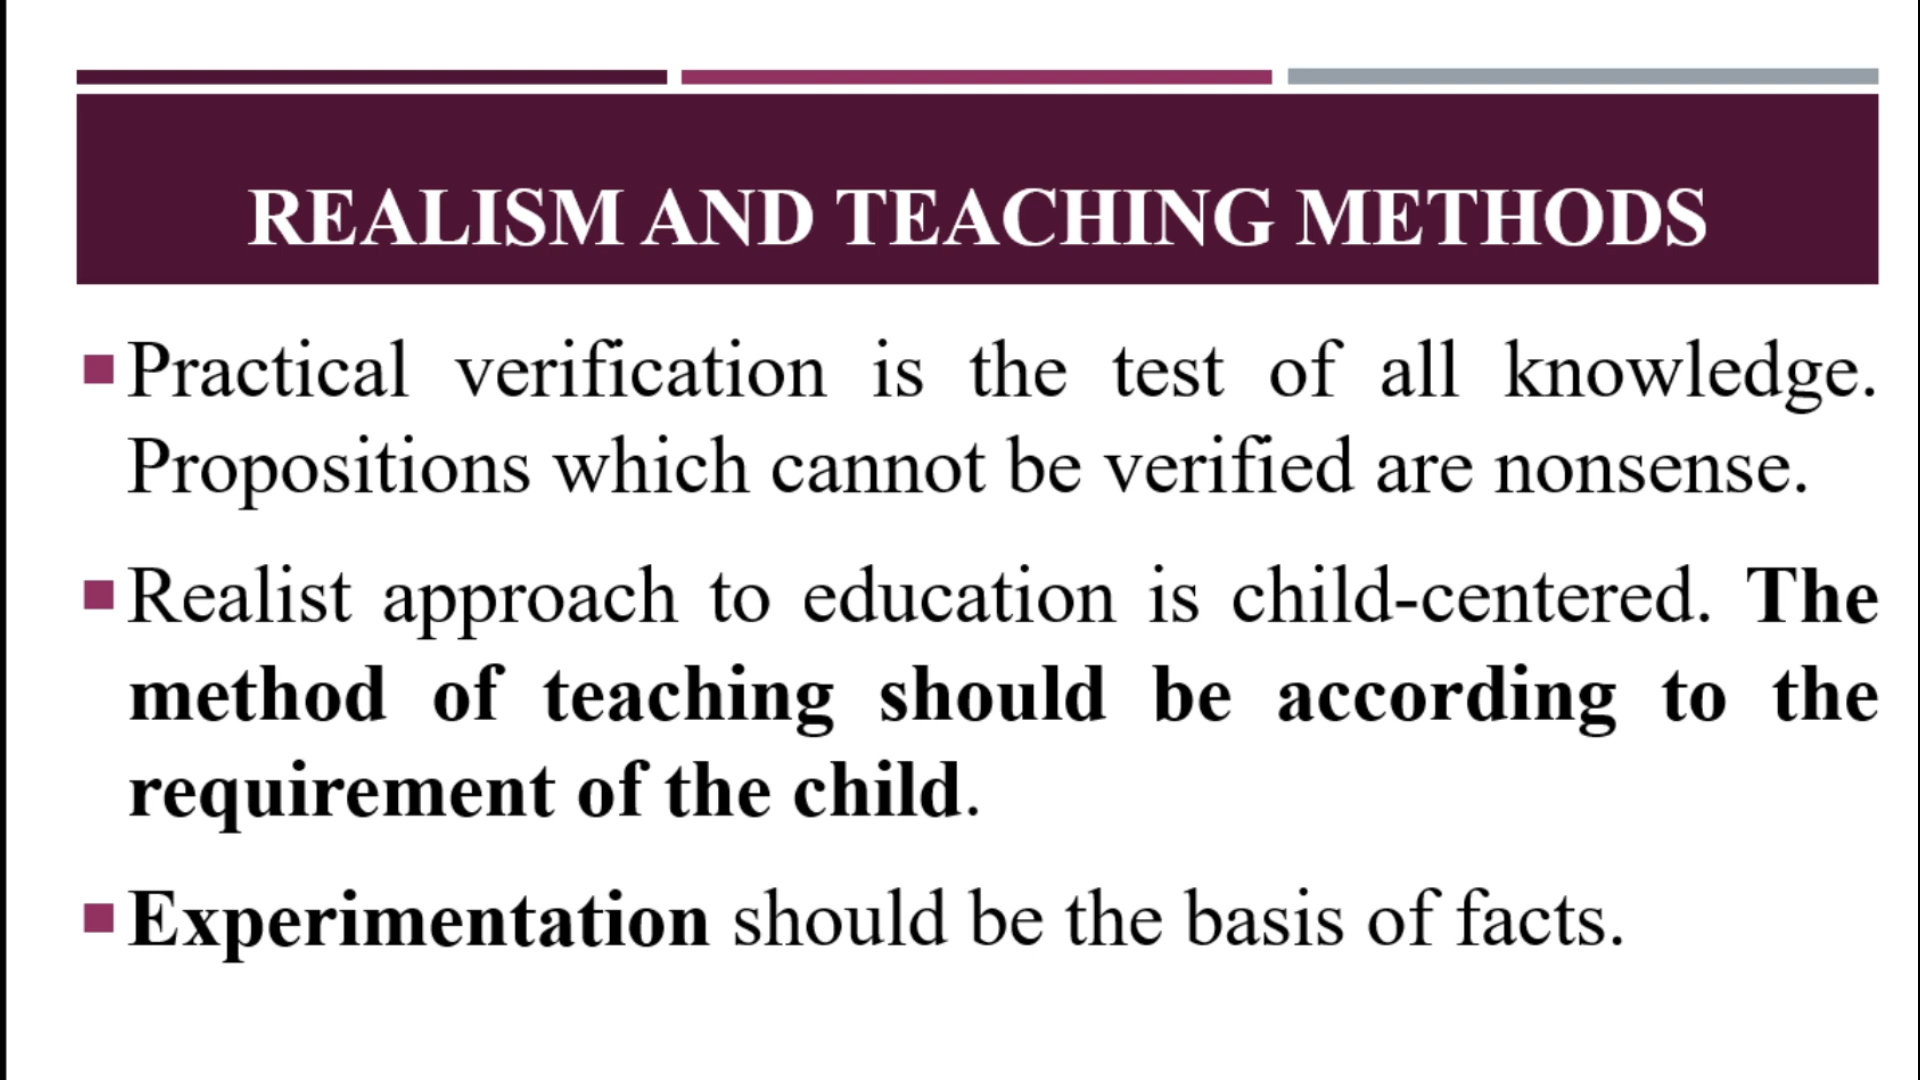 REALISM AND TEACHING METHODS
Practical verification is the test of all knowledge.
Propositions which cannot be verified are nonsense.
Realist approach to education is child-centered. The
method of teaching should be according to the
requirement of the child.
Experimentation should be the basis of facts.